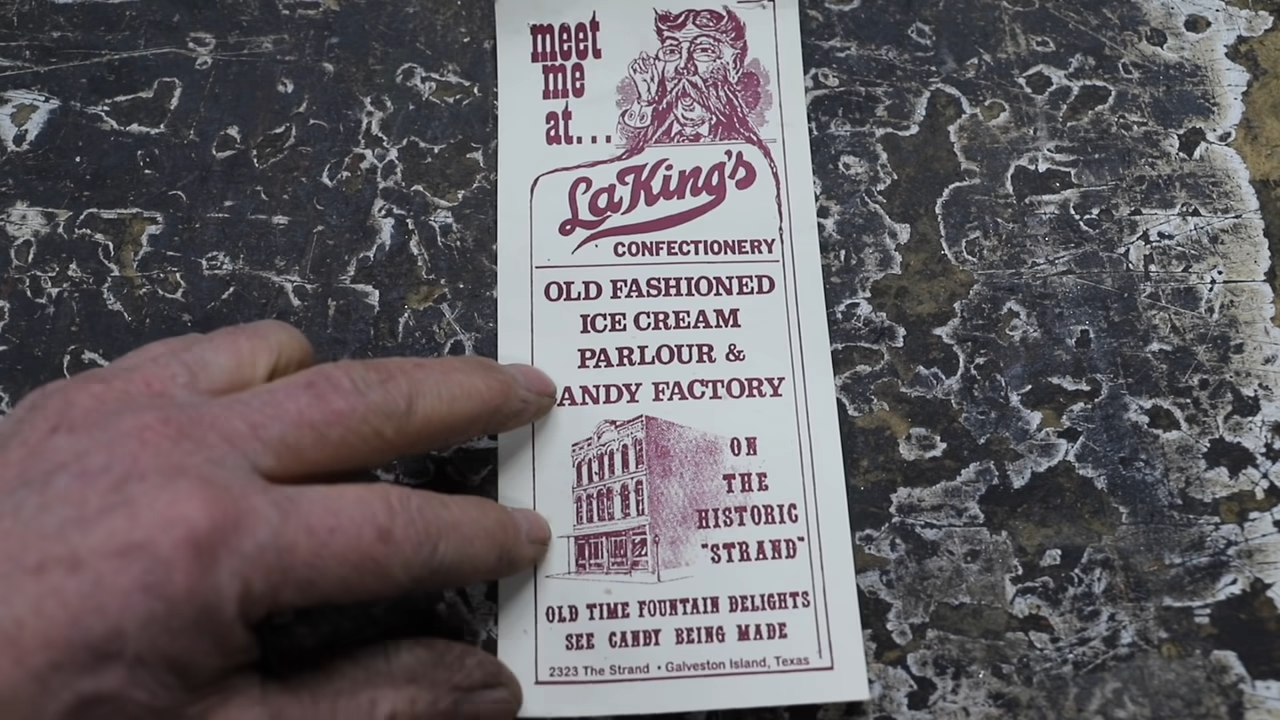 meet
me
at...
LaKing's
CONFECTIONERY
OLD FASHIONED
ICE CREAM
PARLOUR &
ANDY FACTORY
ON
THE
HISTORIC
"STRAND"
OLD TIME FOUNTAIN DELIGHTS
SEE CANDY BEING MADE
2323 The Strand • Galveston Island, Texas